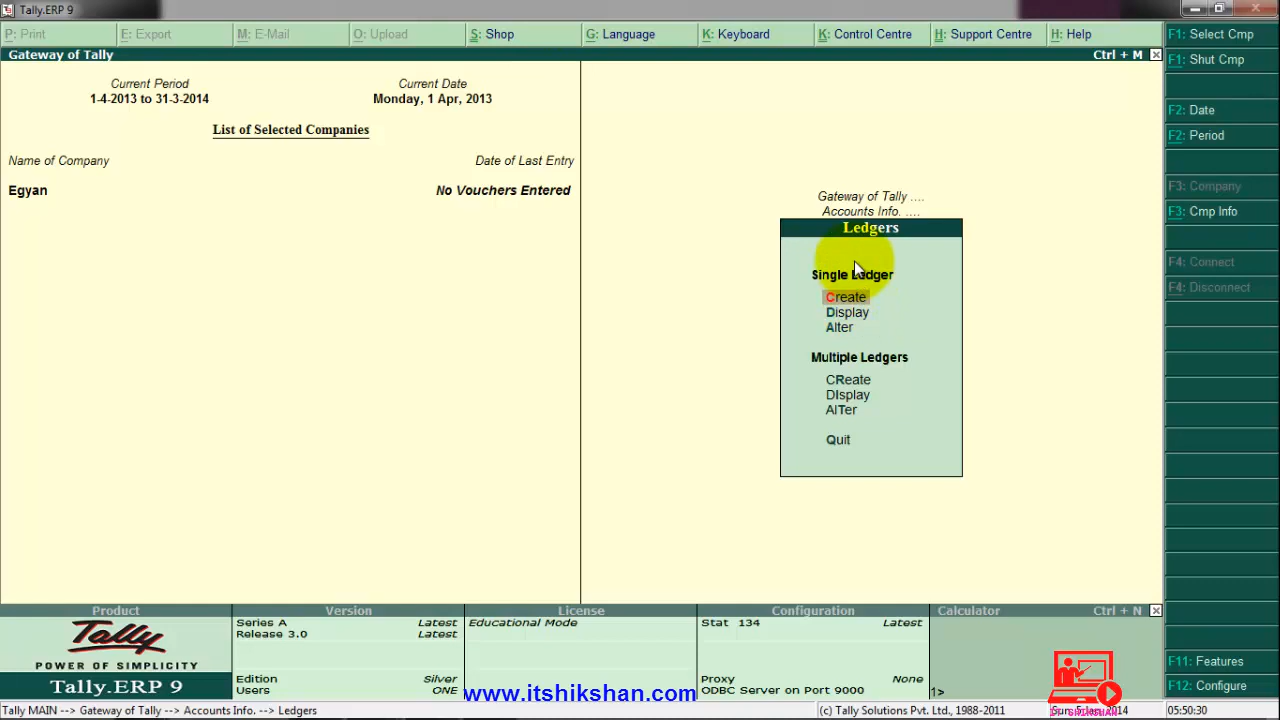 Tally.ERP 9
P: Print
E: Export
M: E-Mail
O: Upload
S: Shop
G: Language
K: Keyboard
K: Control Centre
H: Support Centre
H: Help
Gateway of Tally
Ctrl + M
Current Period
1-4-2013 to 31-3-2014
Current Date
Monday, 1 Apr, 2013
List of Selected Companies
Name of Company
Date of Last Entry
Egyan
No Vouchers Entered
Gateway of Tally ....
Accounts Info. ....
Ledgers
Single Ledger
Create
Display
Alter
Multiple Ledgers
CReate
DIsplay
AlTer
Quit
F1: Select Cmp
F1: Shut Cmp
F2: Date
F2: Period
F3: Company
F3: Cmp Info
F4: Connect
F4: Disconnect
F11: Features
F12: Configure
Product
Tally
POWER OF SIMPLICITY
Tally.ERP 9
Version
Series A Latest
Release 3.0 Latest
Edition Silver
Users ONE
License
Educational Mode
Configuration
Stat 134 Latest
Proxy None
ODBC Server on Port 9000
Calculator
Ctrl + N
1>
www.itshikshan.com
Tally MAIN --> Gateway of Tally --> Accounts Info. --> Ledgers
(c) Tally Solutions Pvt. Ltd., 1988-2011
Sun, 5 Jan, 2014
05:50:30